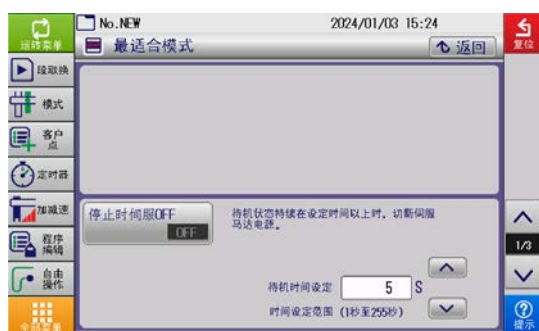 No.NEW 2024/01/03 15:24
运转菜单
复位
最适合模式
返回
段取换
模式
客户点
定时器
加减速
程序编辑
自由操作
全部菜单
停止时伺服OFF
OFF
待机状态持续在设定时间以上时，切断伺服
马达电源。
待机时间设定 5 S
时间设定范围 (1秒至255秒)
1/3
提示